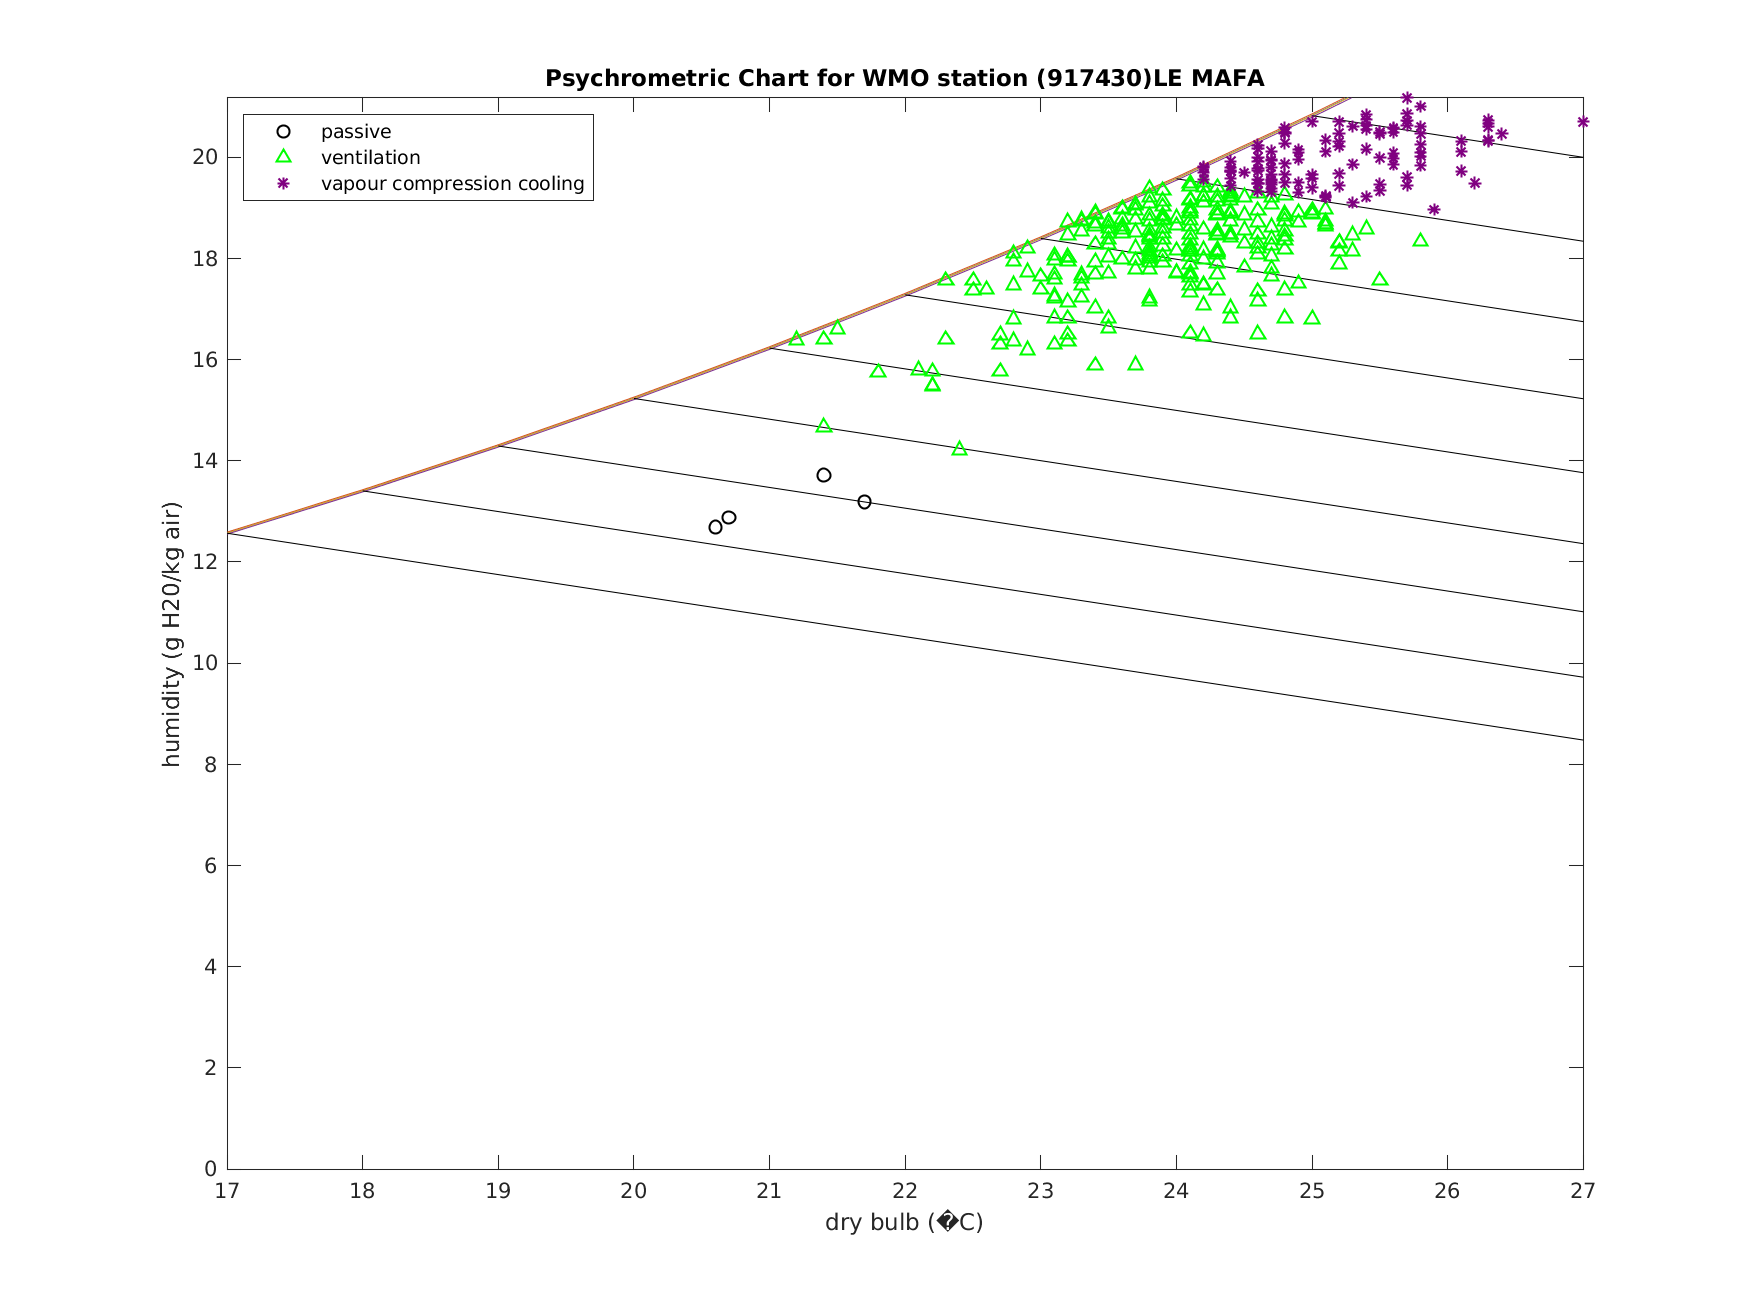 Psychrometric Chart for WMO station (917430)LE MAFA
passive
ventilation
vapour compression cooling
humidity (g H20/kg air)
20
18
16
14
12
10
8
6
4
2
0
17 18 19 20 21 22 23 24 25 26 27
dry bulb (�C)